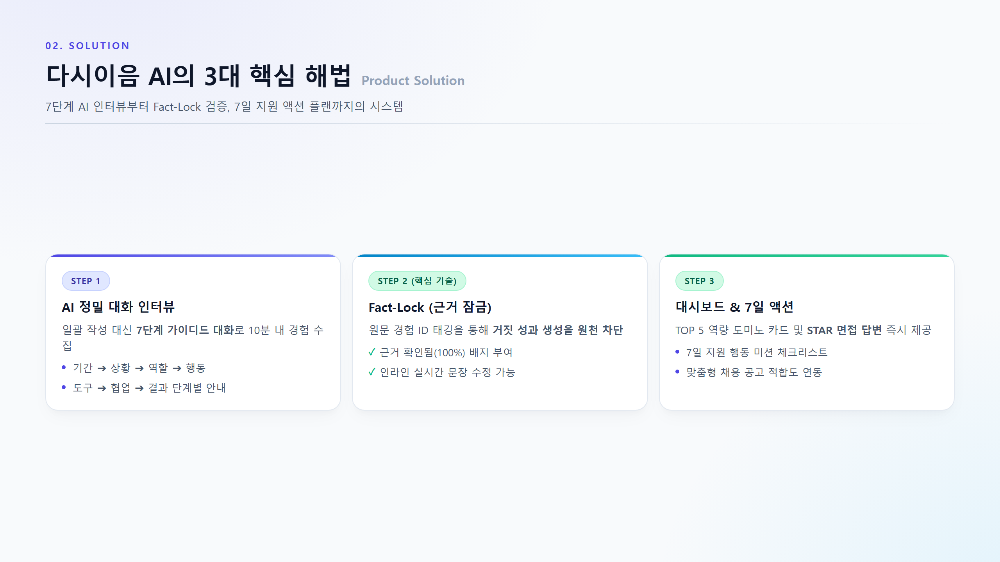 02. SOLUTION
다시이음 AI의 3대 핵심 해법 Product Solution
7단계 AI 인터뷰부터 Fact-Lock 검증, 7일 지원 액션 플랜까지의 시스템
STEP 1
AI 정밀 대화 인터뷰
일괄 작성 대신 7단계 가이디드 대화로 10분 내 경험 수
집
• 기간 ➔ 상황 ➔ 역할 ➔ 행동
• 도구 ➔ 협업 ➔ 결과 단계별 안내
STEP 2 (핵심 기술)
Fact-Lock (근거 잠금)
원문 경험 ID 태깅을 통해 거짓 성과 생성을 원천 차단
✓ 근거 확인됨(100%) 배지 부여
✓ 인라인 실시간 문장 수정 가능
STEP 3
대시보드 & 7일 액션
TOP 5 역량 도미노 카드 및 STAR 면접 답변 즉시 제공
• 7일 지원 행동 미션 체크리스트
• 맞춤형 채용 공고 적합도 연동